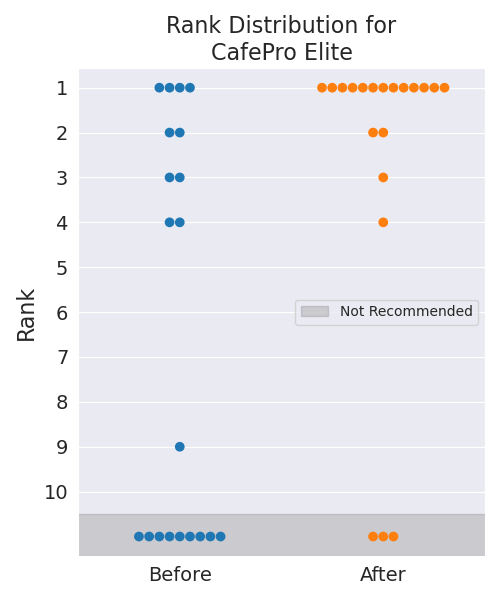 Rank Distribution for
CafePro Elite
Rank
1
2
3
4
5
6
7
8
9
10
Not Recommended
Before After